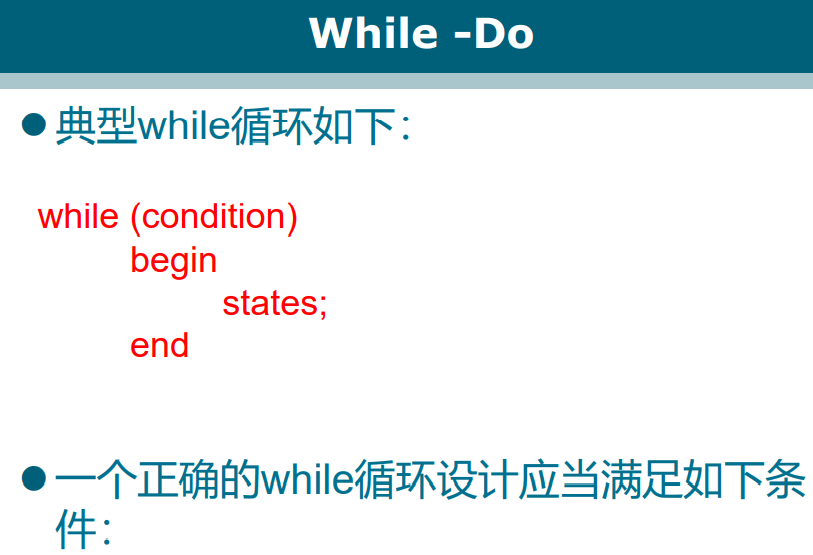 While -Do
●典型while循环如下：
while (condition)
begin
states;
end
●一个正确的while循环设计应当满足如下条
件：